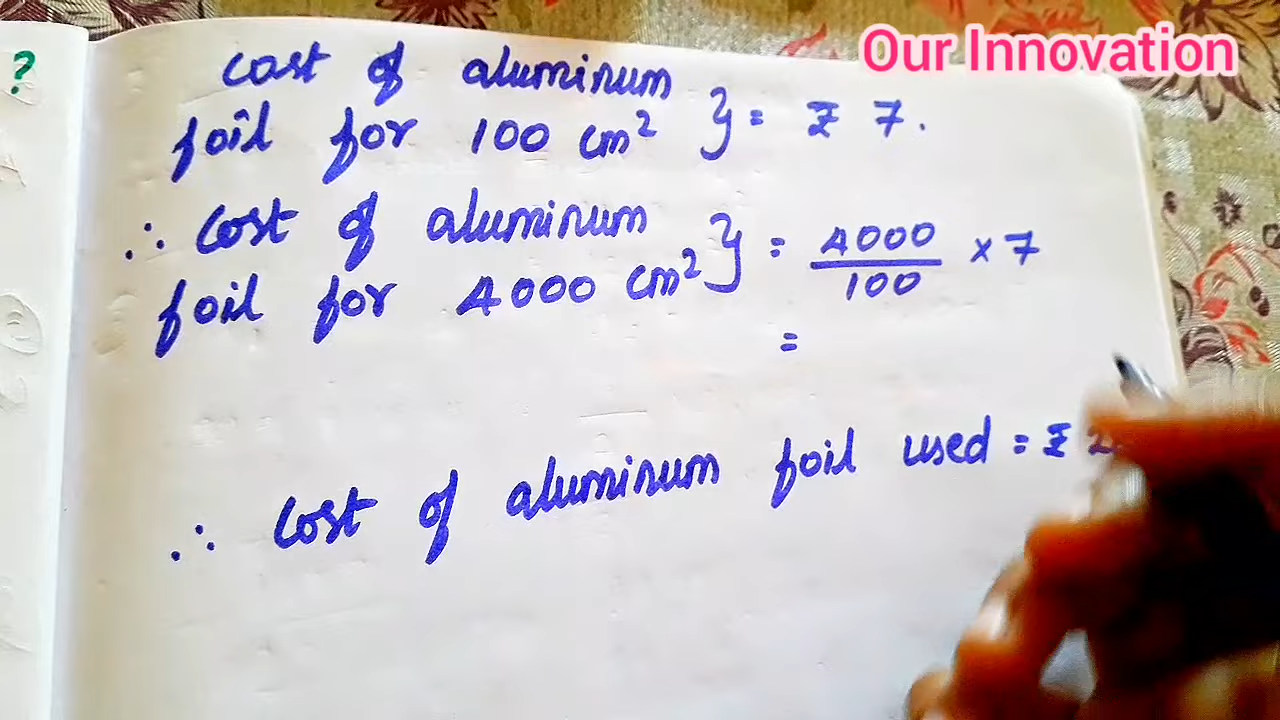 Our Innovation
?
cost of aluminum
foil for 100 cm² } = ₹ 7.
∴ cost of aluminum
foil for 4000 cm² } = 4000/100 × 7
=
∴ cost of aluminum foil used = ₹ 2